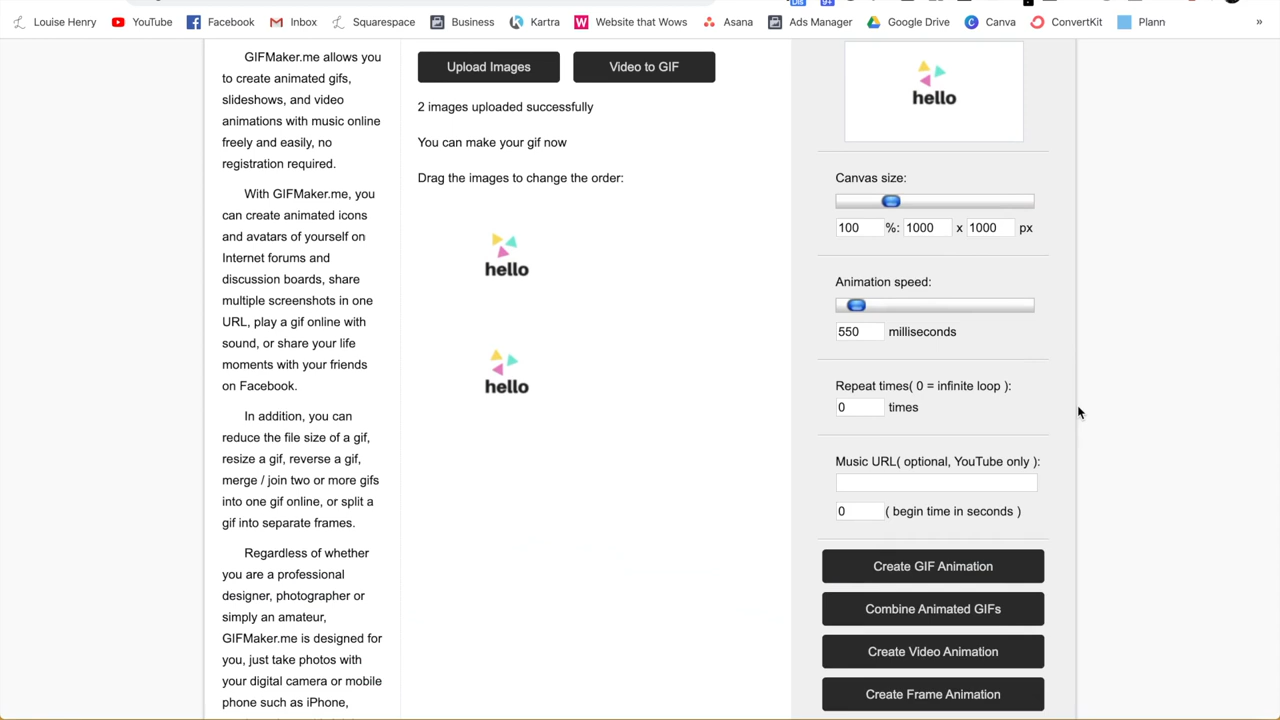 Louise Henry
YouTube
Facebook
Inbox
Squarespace
Business
Kartra
Website that Wows
Asana
Ads Manager
Google Drive
Canva
ConvertKit
Plann
»
GIFMaker.me allows you
to create animated gifs,
slideshows, and video
animations with music online
freely and easily, no
registration required.
With GIFMaker.me, you
can create animated icons
and avatars of yourself on
Internet forums and
discussion boards, share
multiple screenshots in one
URL, play a gif online with
sound, or share your life
moments with your friends
on Facebook.
In addition, you can
reduce the file size of a gif,
resize a gif, reverse a gif,
merge / join two or more gifs
into one gif online, or split a
gif into separate frames.
Regardless of whether
you are a professional
designer, photographer or
simply an amateur,
GIFMaker.me is designed for
you, just take photos with
your digital camera or mobile
phone such as iPhone,
Upload Images
Video to GIF
2 images uploaded successfully
You can make your gif now
Drag the images to change the order:
hello
hello
hello
Canvas size:
100 %: 1000 x 1000 px
Animation speed:
550 milliseconds
Repeat times( 0 = infinite loop ):
0 times
Music URL( optional, YouTube only ):
0 ( begin time in seconds )
Create GIF Animation
Combine Animated GIFs
Create Video Animation
Create Frame Animation